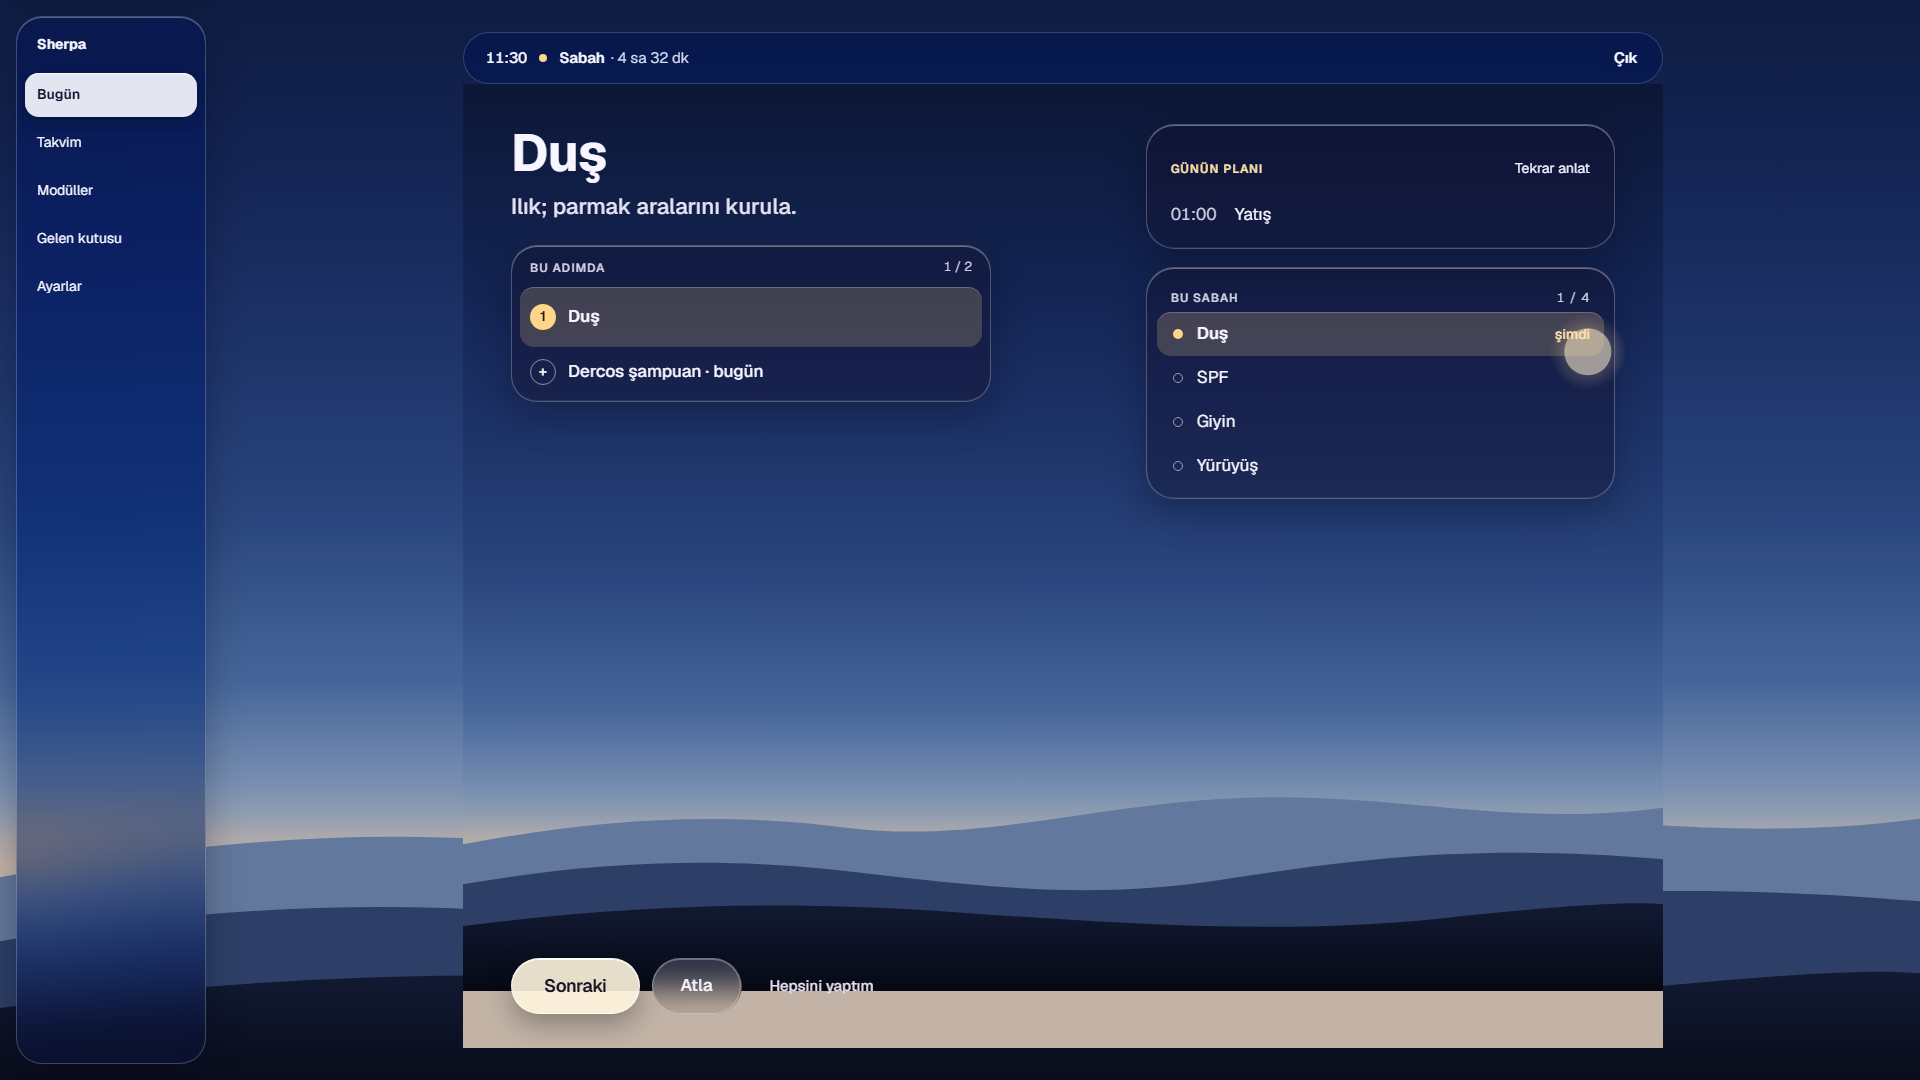 Sherpa
Bugün
Takvim
Modüller
Gelen kutusu
Ayarlar
11:30 Sabah · 4 sa 32 dk
Çık
Duş
Ilık; parmak aralarını kurula.
BU ADIMDA 1 / 2
1 Duş
+ Dercos şampuan · bugün
GÜNÜN PLANI Tekrar anlat
01:00 Yatış
BU SABAH 1 / 4
Duş şimdi
SPF
Giyin
Yürüyüş
Sonraki Atla Hepsini yaptım